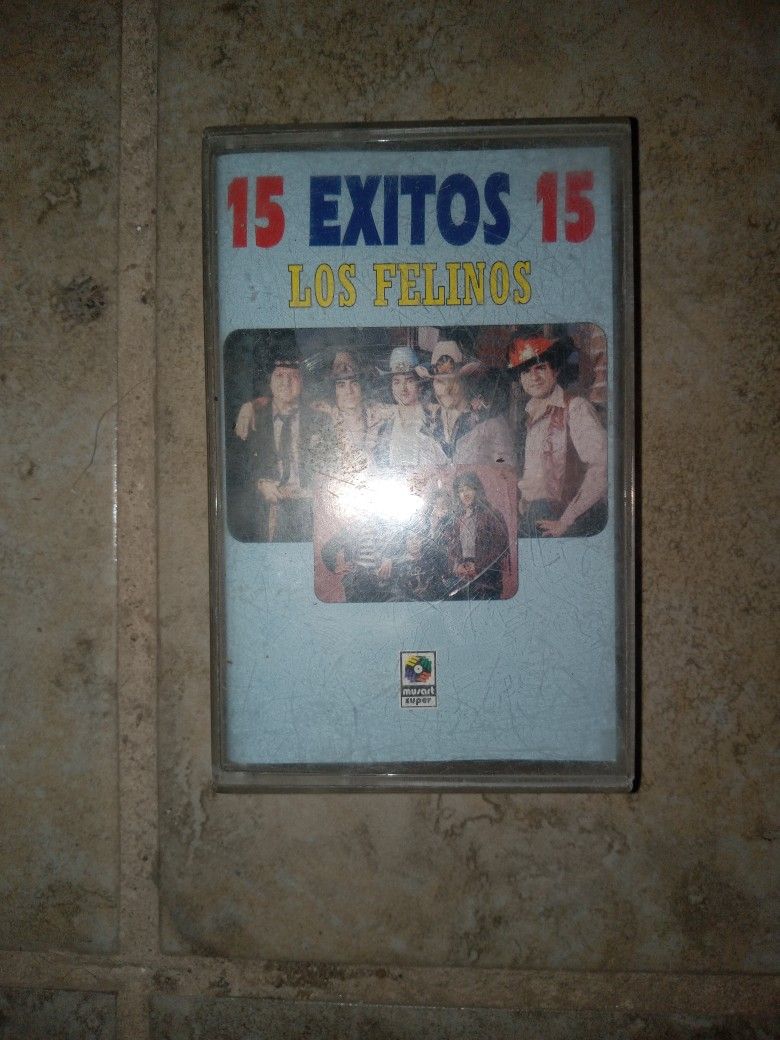 15 EXITOS 15
LOS FELINOS
musart
super